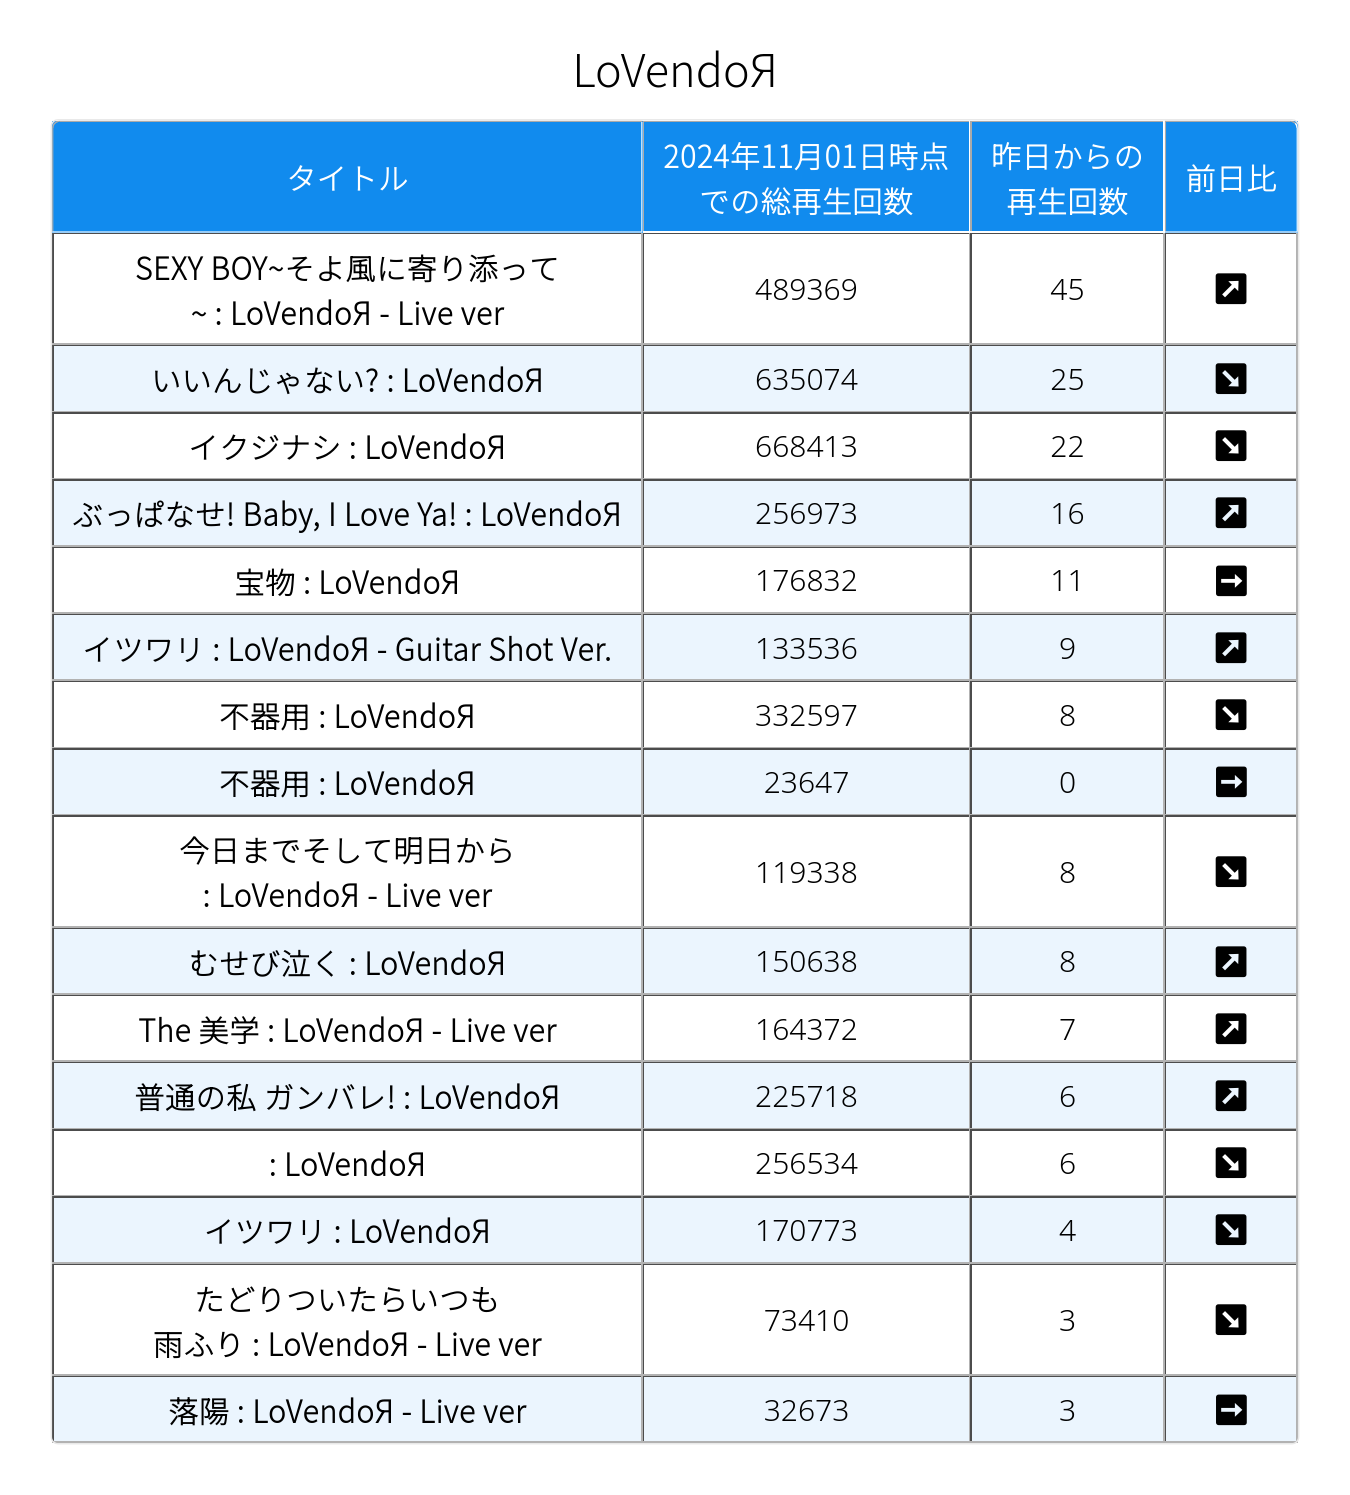 LoVendoЯ
タイトル
2024年11月01日時点
での総再生回数
昨日からの
再生回数
前日比
SEXY BOY~そよ風に寄り添って
~ : LoVendoЯ - Live ver
489369
45
いいんじゃない? : LoVendoЯ
635074
25
イクジナシ : LoVendoЯ
668413
22
ぶっぱなせ! Baby, I Love Ya! : LoVendoЯ
256973
16
宝物 : LoVendoЯ
176832
11
イツワリ : LoVendoЯ - Guitar Shot Ver.
133536
9
不器用 : LoVendoЯ
332597
8
不器用 : LoVendoЯ
23647
0
今日までそして明日から
: LoVendoЯ - Live ver
119338
8
むせび泣く : LoVendoЯ
150638
8
The 美学 : LoVendoЯ - Live ver
164372
7
普通の私 ガンバレ! : LoVendoЯ
225718
6
: LoVendoЯ
256534
6
イツワリ : LoVendoЯ
170773
4
たどりついたらいつも
雨ふり : LoVendoЯ - Live ver
73410
3
落陽 : LoVendoЯ - Live ver
32673
3